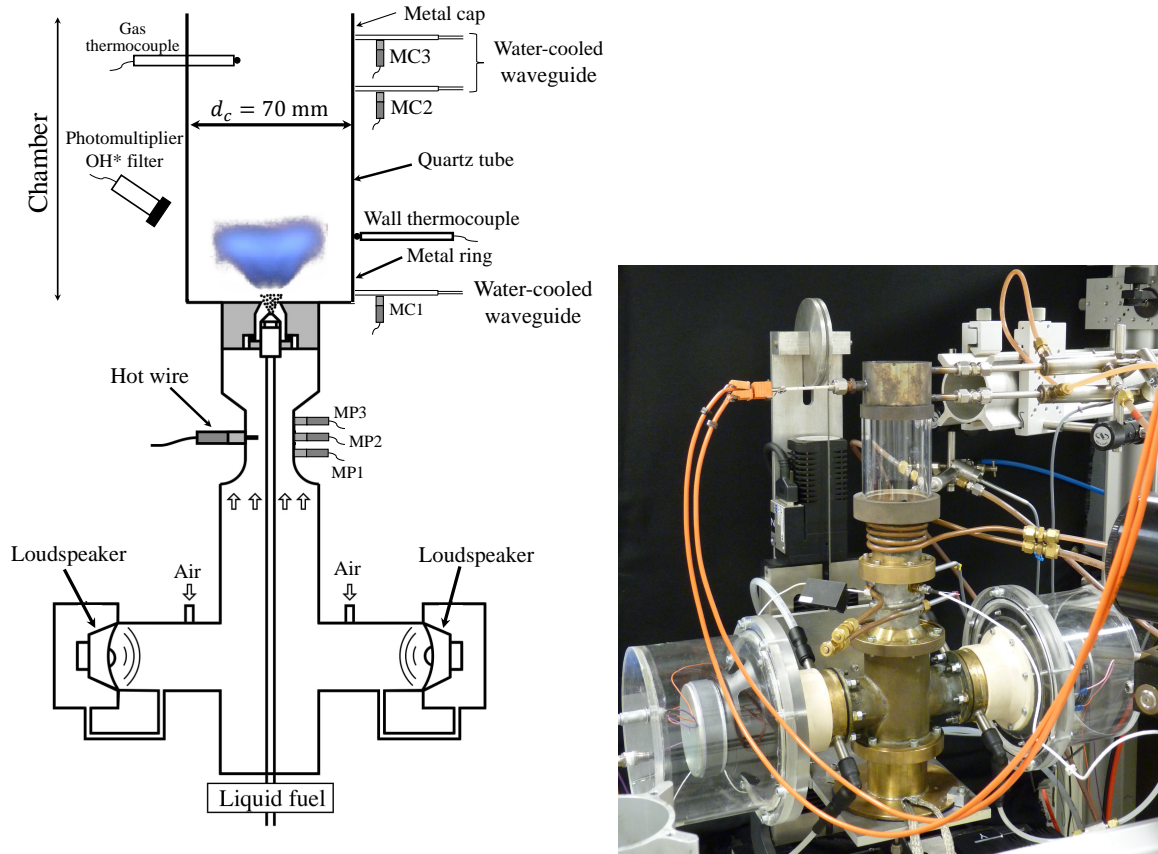 Metal cap
Gas
thermocouple
MC3
Water-cooled
waveguide
MC2
d_c = 70 mm
Chamber
Photomultiplier
OH* filter
Quartz tube
Wall thermocouple
Metal ring
MC1
Water-cooled
waveguide
Hot wire
MP3
MP2
MP1
Loudspeaker
Air
Air
Loudspeaker
Liquid fuel